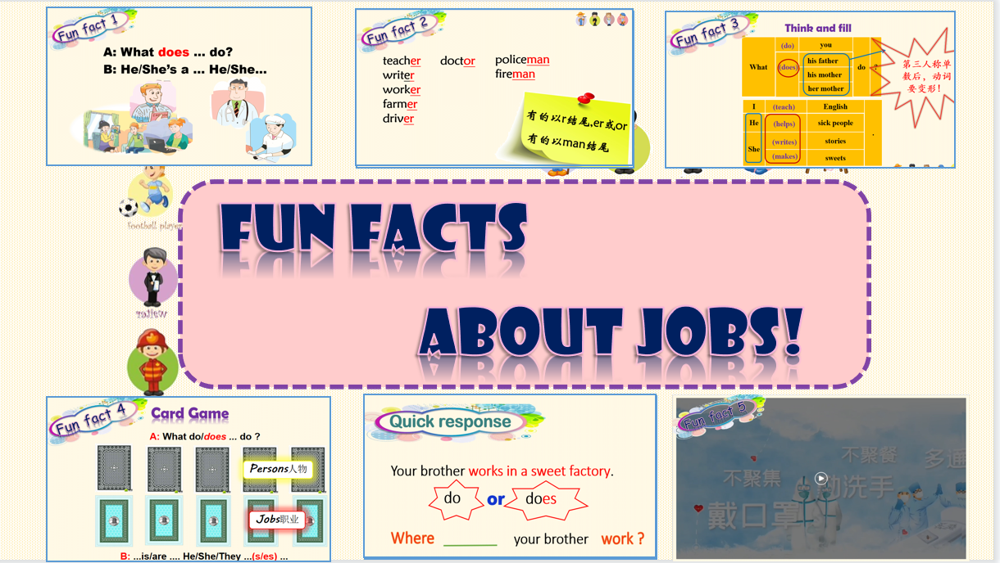 Fun fact 1
A: What does ... do?
B: He/She's a ... He/She...
Fun fact 2
teacher doctor policeman
writer fireman
worker
farmer
driver
有的以r结尾,er或or
有的以man结尾
Fun fact 3
Think and fill
What (do) you do ?
(does) his father
his mother
her mother
第三人称单
数后，动词
要变形！
I (teach) English
He (helps) sick people .
She (writes) stories
(makes) sweets
Football player
waiter
FUN FACTS
ABOUT JOBS!
Fun fact 4
Card Game
A: What do/does ... do ?
Persons人物
Jobs职业
B: ...is/are .... He/She/They ...(s/es) ...
Quick response
Your brother works in a sweet factory.
do or does
Where ________ your brother work ?
Fun fact 5
不聚餐
多通
不聚集
勤洗手
戴口罩